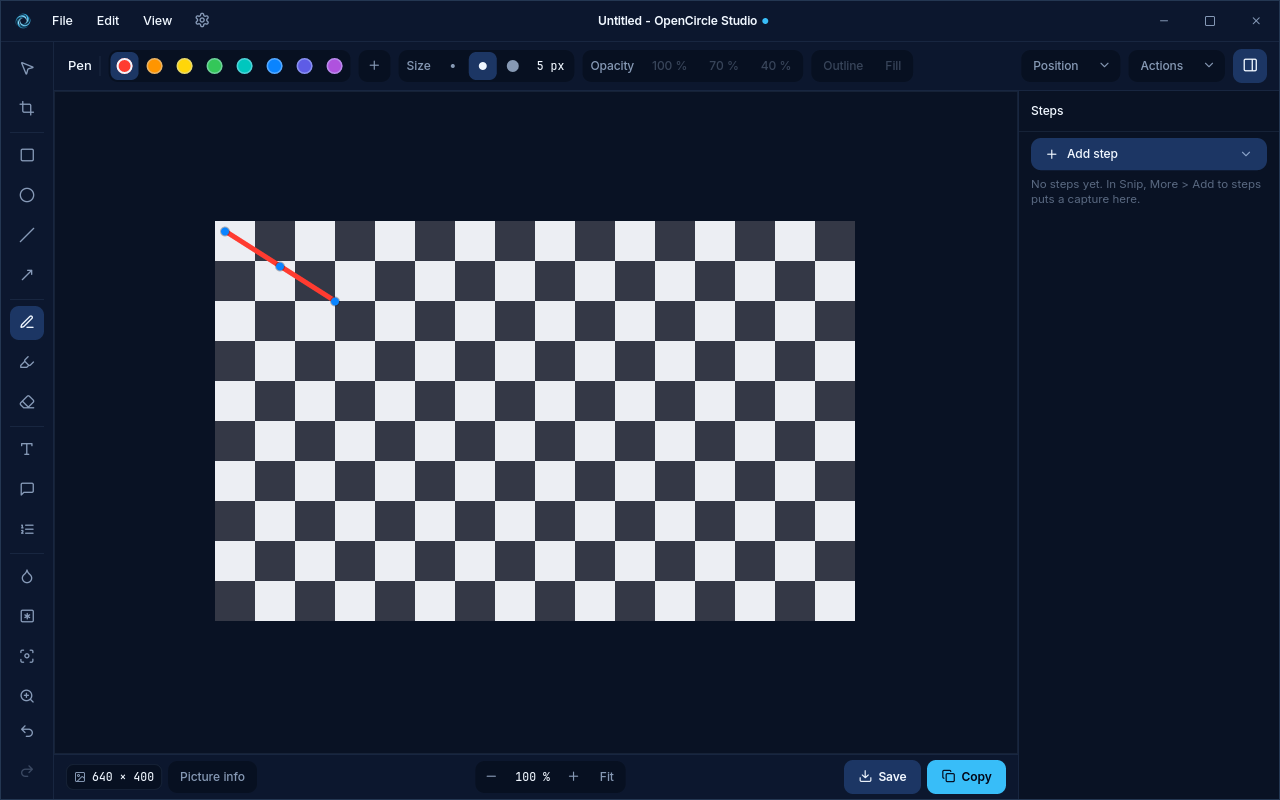 File Edit View Untitled - OpenCircle Studio
Pen Size 5 px Opacity 100 % 70 % 40 % Outline Fill Position Actions
Steps
Add step
No steps yet. In Snip, More > Add to steps
puts a capture here.
640 × 400 Picture info 100 % Fit Save Copy